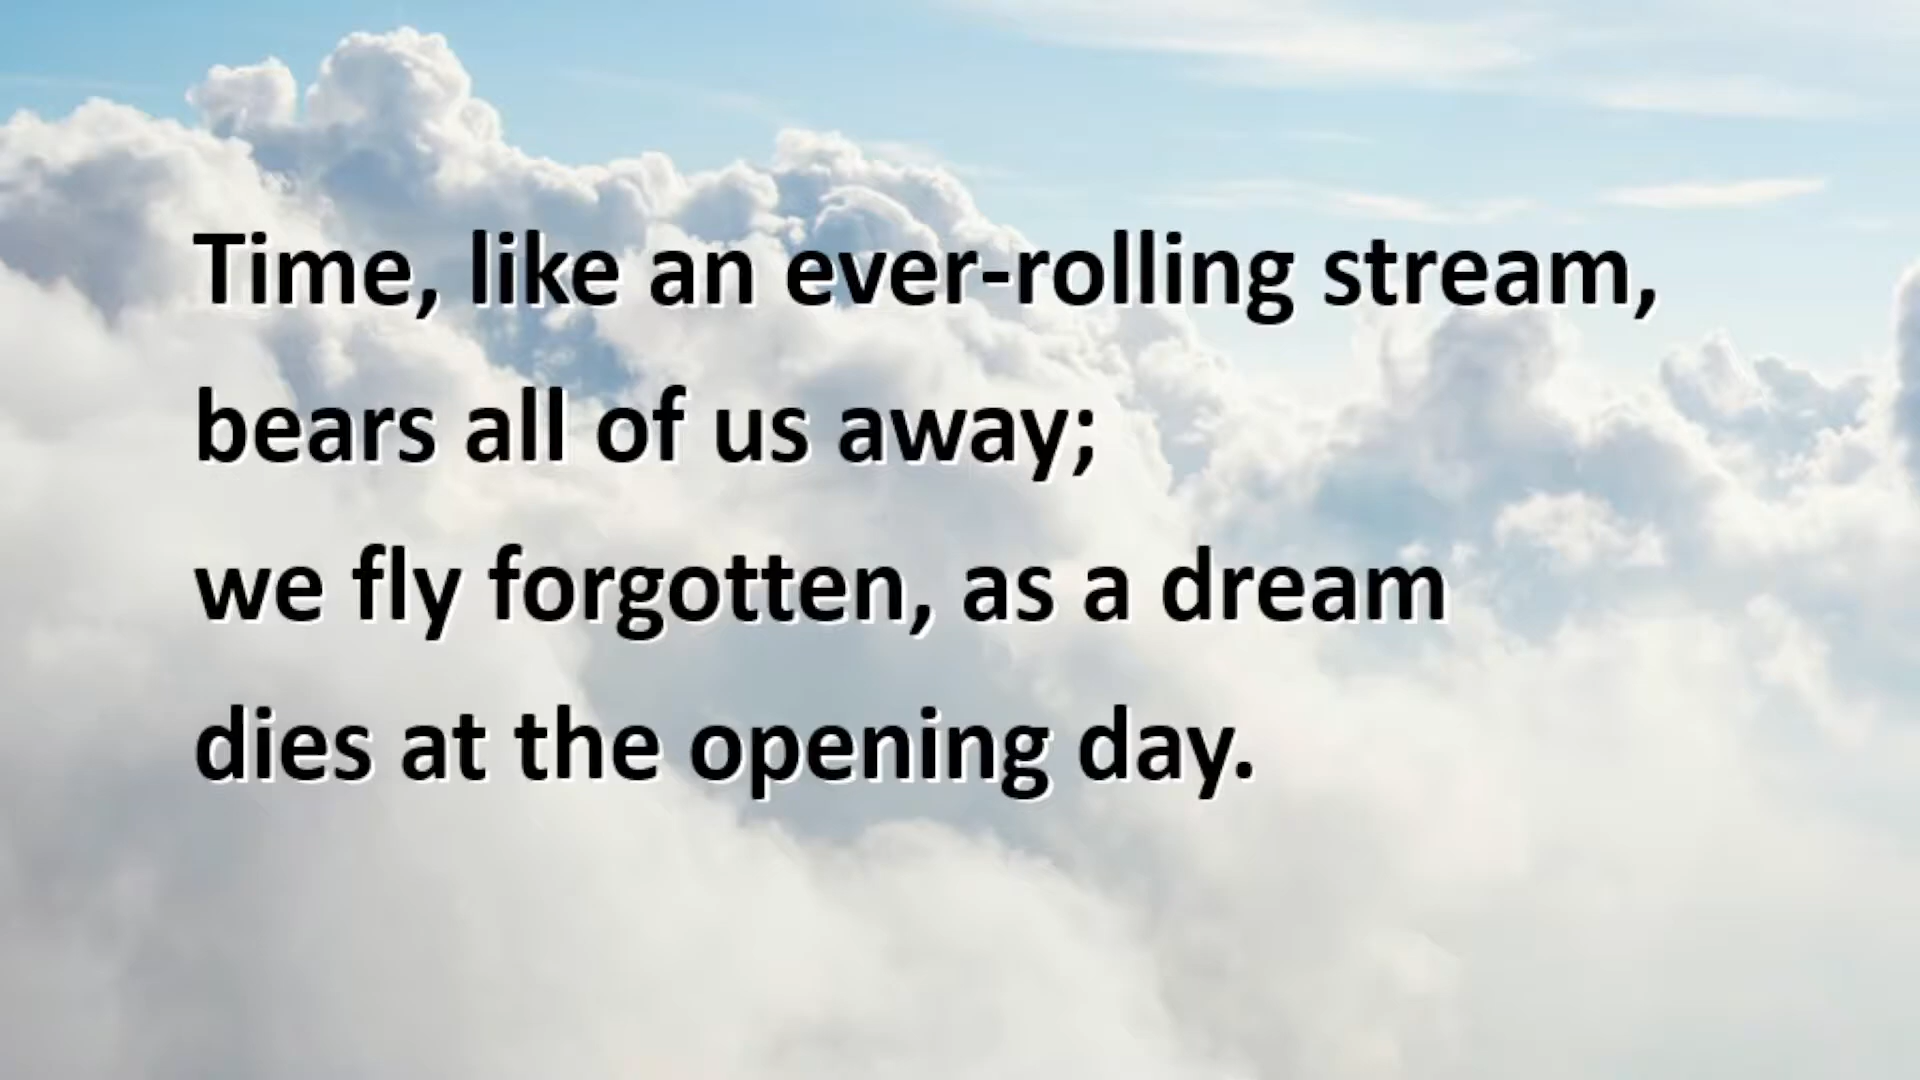 Time, like an ever-rolling stream,
bears all of us away;
we fly forgotten, as a dream
dies at the opening day.